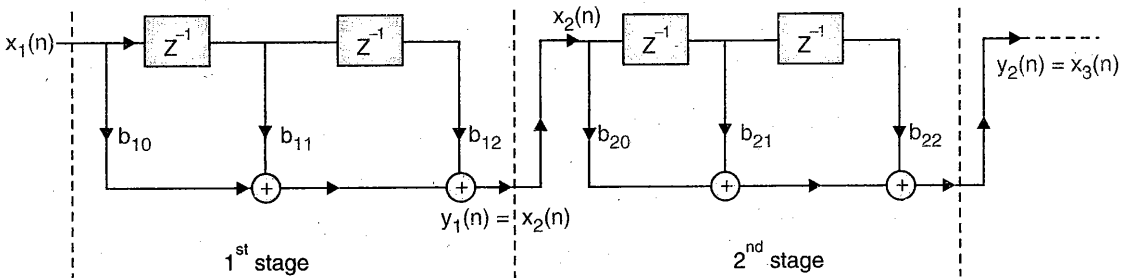 x₁(n)
Z⁻¹
Z⁻¹
x₂(n)
Z⁻¹
Z⁻¹
y₂(n) = x₃(n)
b₁₀
b₁₁
b₁₂
b₂₀
b₂₁
b₂₂
+
+
+
+
y₁(n) = x₂(n)
1st stage
2nd stage